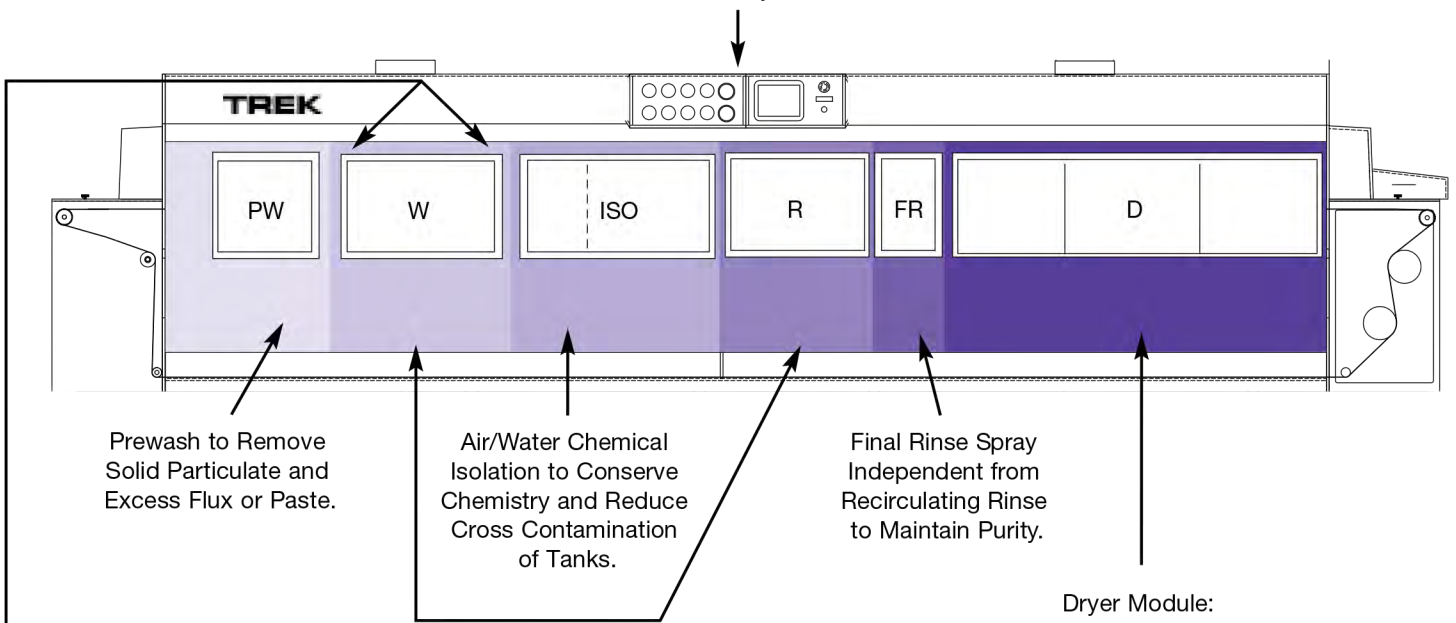 TREK
PW
W
ISO
R
FR
D
Prewash to Remove
Solid Particulate and
Excess Flux or Paste.
Air/Water Chemical
Isolation to Conserve
Chemistry and Reduce
Cross Contamination
of Tanks.
Final Rinse Spray
Independent from
Recirculating Rinse
to Maintain Purity.
Dryer Module: